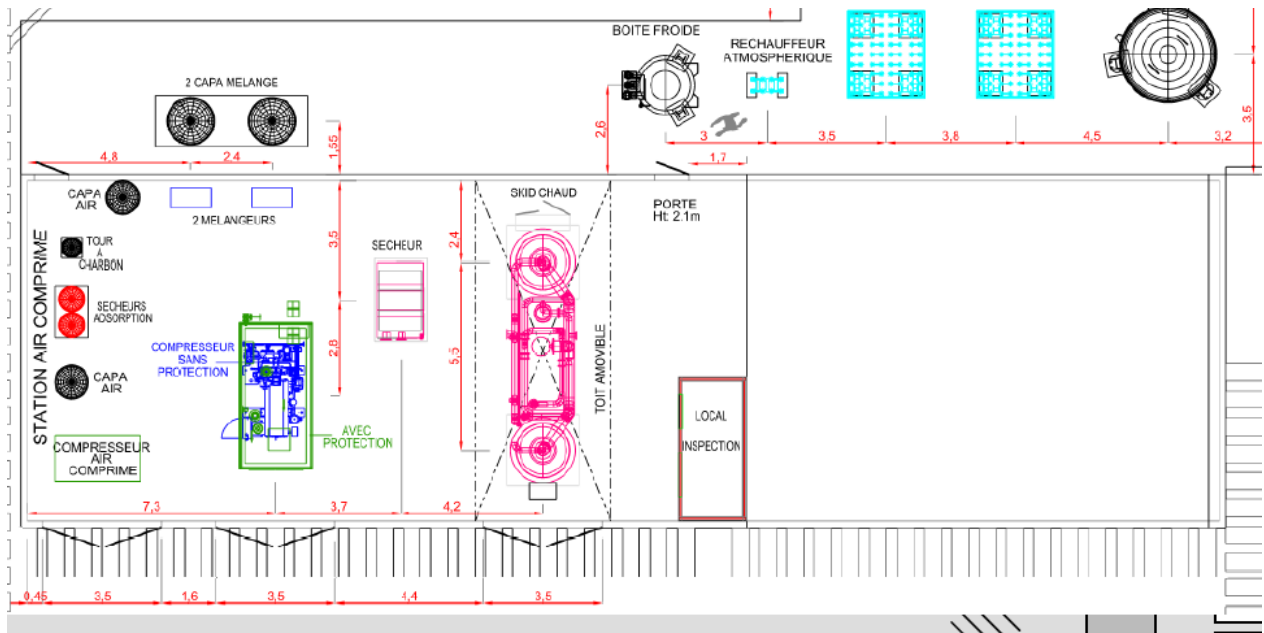 BOITE FROIDE
RECHAUFFEUR
ATMOSPHERIQUE
2 CAPA MELANGE
2,6
3
3,5
3,8
4,5
3,2
3,5
1,55
4,8
2,4
1,7
CAPA
AIR
2 MELANGEURS
SKID CHAUD
PORTE
Ht: 2.1m
STATION AIR COMPRIME
TOUR
A
CHARBON
3,5
SECHEUR
2,4
SECHEURS
ADSORPTION
COMPRESSEUR
SANS
PROTECTION
2,8
5,5
X
TOIT AMOVIBLE
CAPA
AIR
LOCAL
INSPECTION
AVEC
PROTECTION
COMPRESSEUR
AIR
COMPRIME
7,3
3,7
4,2
0,45
3,5
1,6
3,5
4,4
3,5